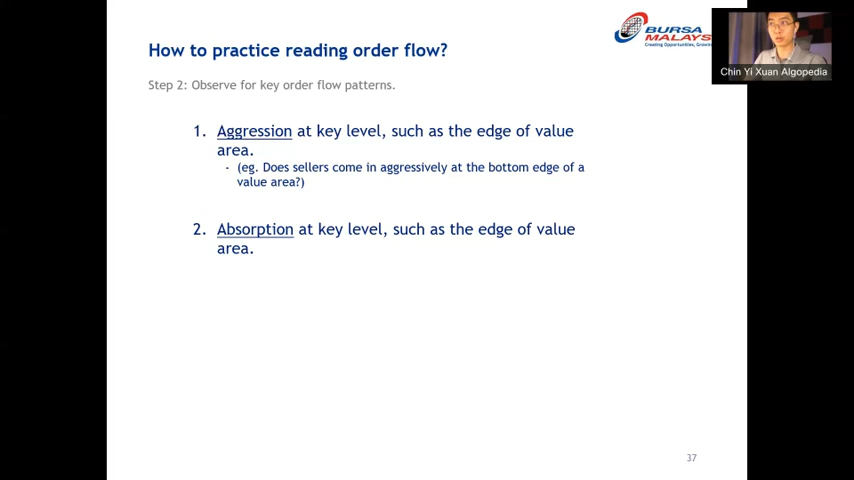 BURSA
MALAYS
Creating Opportunities, Growin
Chin Yi Xuan Algopedia
How to practice reading order flow?
Step 2: Observe for key order flow patterns.
1. Aggression at key level, such as the edge of value
area.
- (eg. Does sellers come in aggressively at the bottom edge of a
value area?)
2. Absorption at key level, such as the edge of value
area.
37